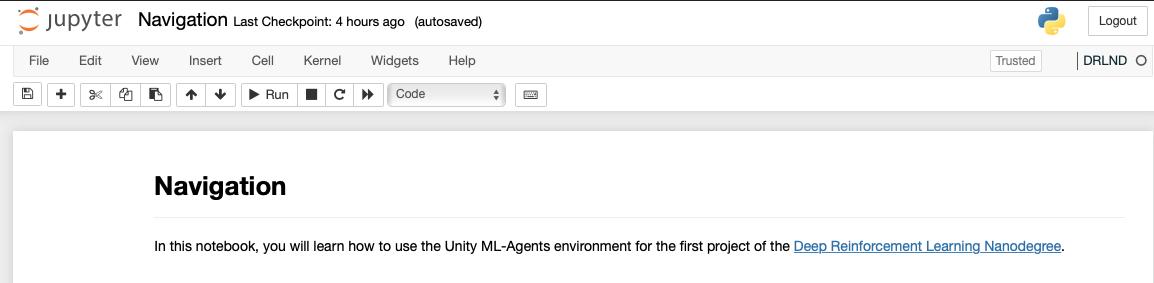 jupyter Navigation Last Checkpoint: 4 hours ago (autosaved)
Logout
File Edit View Insert Cell Kernel Widgets Help
Trusted
DRLND
Run
Code
Navigation
In this notebook, you will learn how to use the Unity ML-Agents environment for the first project of the Deep Reinforcement Learning Nanodegree.